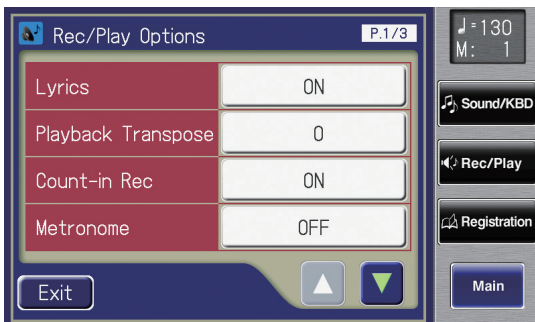 Rec/Play Options P.1/3
Lyrics ON
Playback Transpose 0
Count-in Rec ON
Metronome OFF
Exit
♩=130
M: 1
Sound/KBD
Rec/Play
Registration
Main